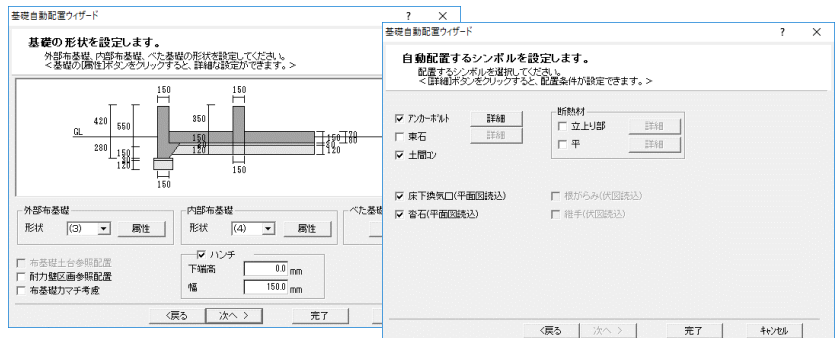 基礎自動配置ウィザード
? ×
基礎の形状を設定します。
外部布基礎、内部布基礎、べた基礎の形状を設定してください。
<基礎の[属性]ボタンをクリックすると、詳細な設定ができます。>
150
150
420
550
350
GL
280
150
120
150
120
150
120
150
150
外部布基礎
形状 (3) 属性
内部布基礎
形状 (4) 属性
べた基礎
布基礎土台参照配置
耐力壁区画参照配置
布基礎カマチ考慮
ハンチ
下端高 0.0 mm
幅 150.0 mm
<戻る 次へ > 完了
基礎自動配置ウィザード
? ×
自動配置するシンボルを設定します。
配置するシンボルを選択してください。
<[詳細]ボタンをクリックすると、配置条件が設定できます。>
アンカーボルト 詳細
束石 詳細
土間コン
断熱材
立上り部 詳細
平 詳細
床下換気口(平面図読込)
沓石(平面図読込)
根がらみ(伏図読込)
継手(伏図読込)
<戻る 次へ > 完了 キャンセル